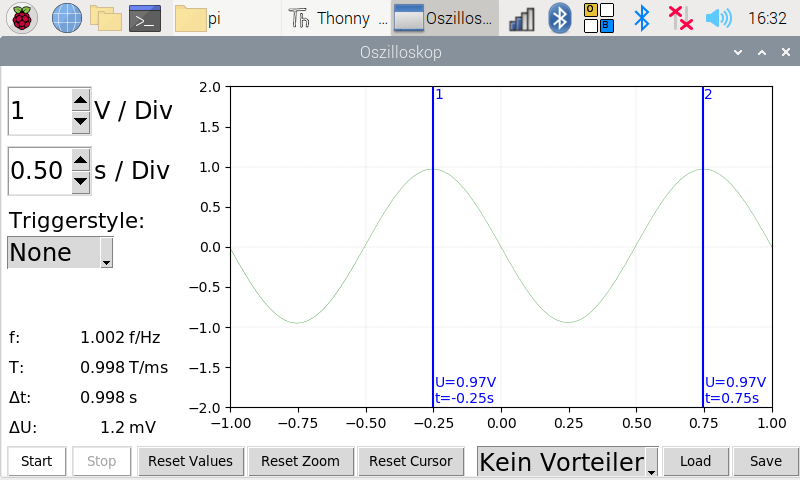 pi
Thonny ...
Oszillos...
O
B
16:32
Oszilloskop
1 V / Div
0.50 s / Div
Triggerstyle:
None
f: 1.002 f/Hz
T: 0.998 T/ms
Δt: 0.998 s
ΔU: 1.2 mV
2.0
1.5
1.0
0.5
0.0
−0.5
−1.0
−1.5
−2.0
1
2
U=0.97V
t=-0.25s
U=0.97V
t=0.75s
−1.00 −0.75 −0.50 −0.25 0.00 0.25 0.50 0.75 1.00
Start Stop Reset Values Reset Zoom Reset Cursor Kein Vorteiler Load Save